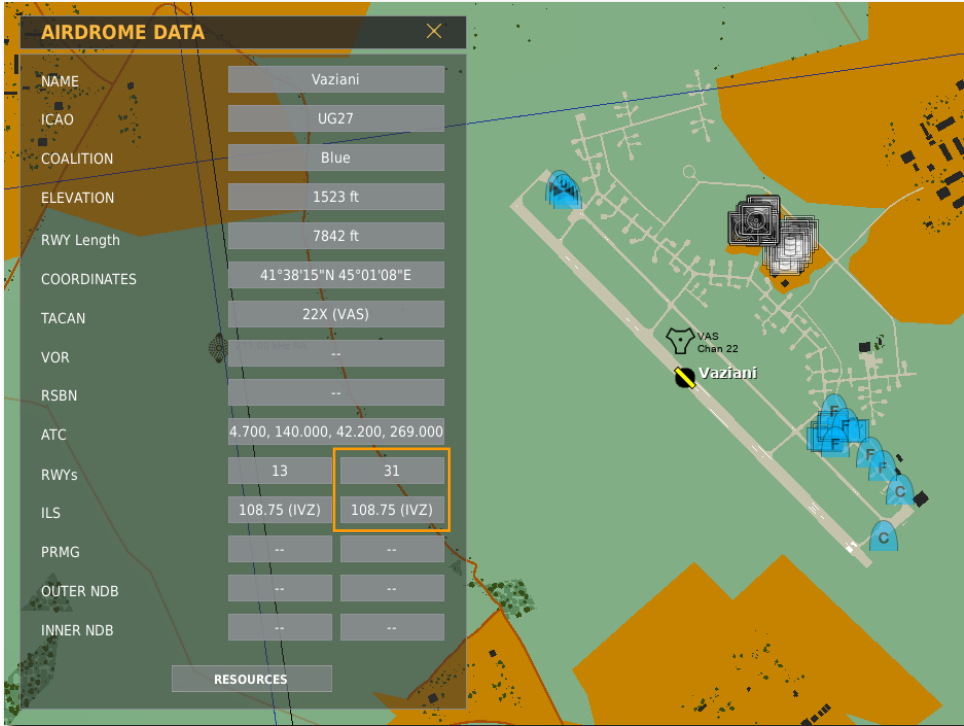 AIRDROME DATA
NAME Vaziani
ICAO UG27
COALITION Blue
ELEVATION 1523 ft
RWY Length 7842 ft
COORDINATES 41°38'15"N 45°01'08"E
TACAN 22X (VAS)
VOR --
RSBN --
ATC 4.700, 140.000, 42.200, 269.000
RWYs 13 31
ILS 108.75 (IVZ) 108.75 (IVZ)
PRMG -- --
OUTER NDB -- --
INNER NDB -- --
RESOURCES
VAS
Chan 22
Vaziani
F
F
F
F
F
C
C